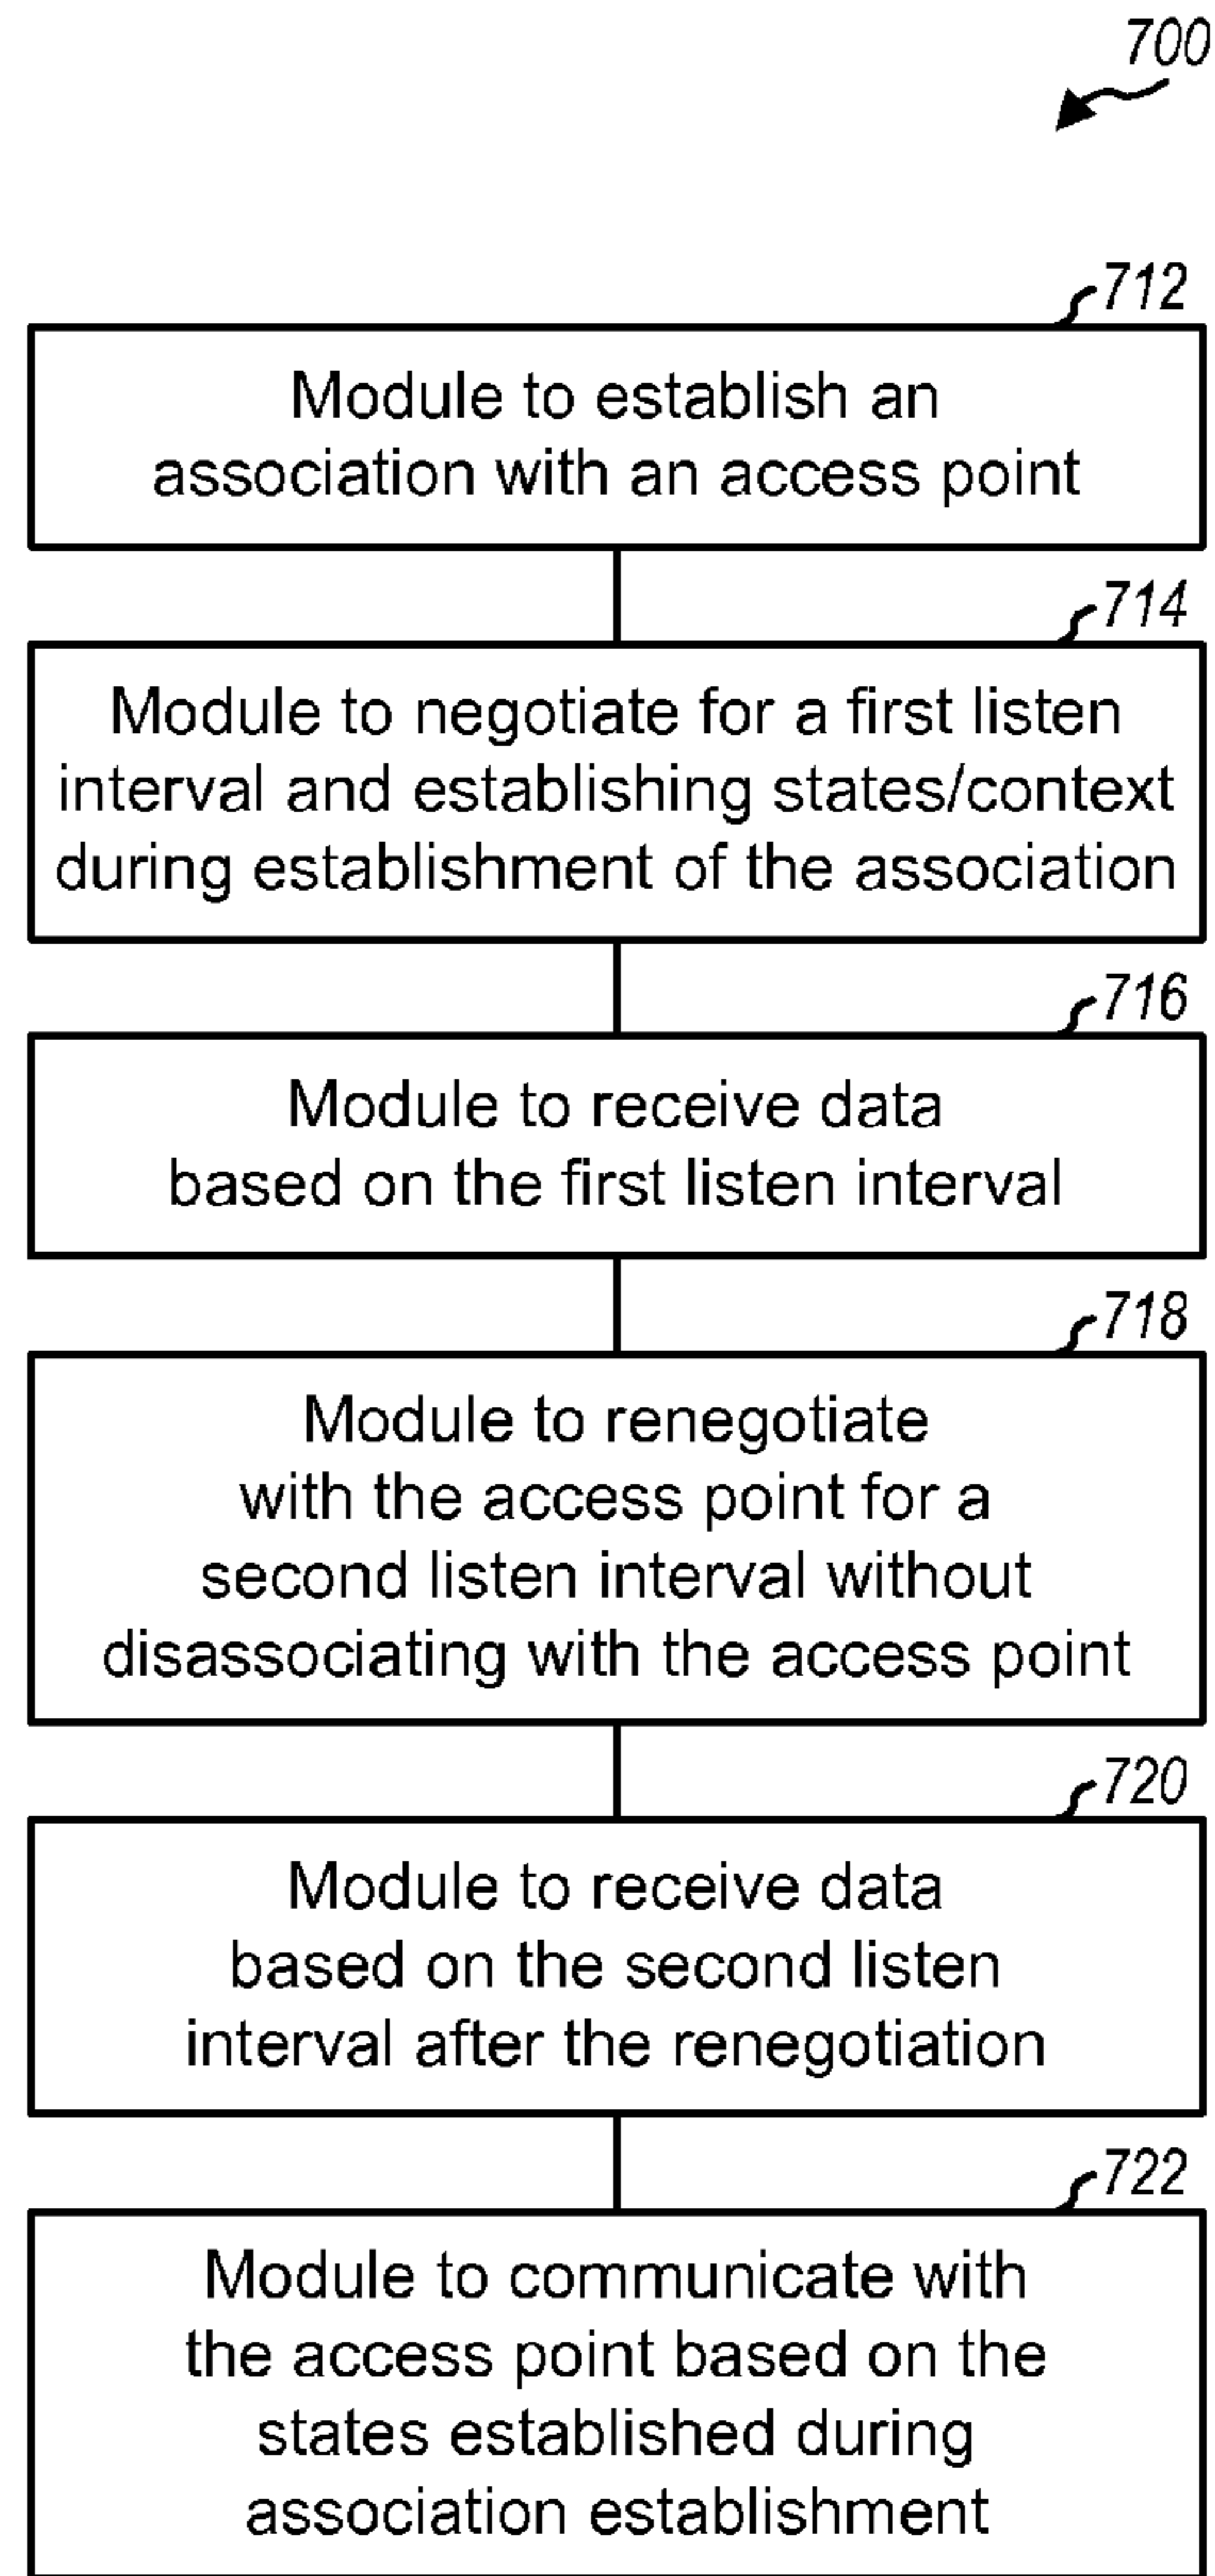 700
712
Module to establish an
association with an access point
714
Module to negotiate for a first listen
interval and establishing states/context
during establishment of the association
716
Module to receive data
based on the first listen interval
718
Module to renegotiate
with the access point for a
second listen interval without
disassociating with the access point
720
Module to receive data
based on the second listen
interval after the renegotiation
722
Module to communicate with
the access point based on the
states established during
association establishment